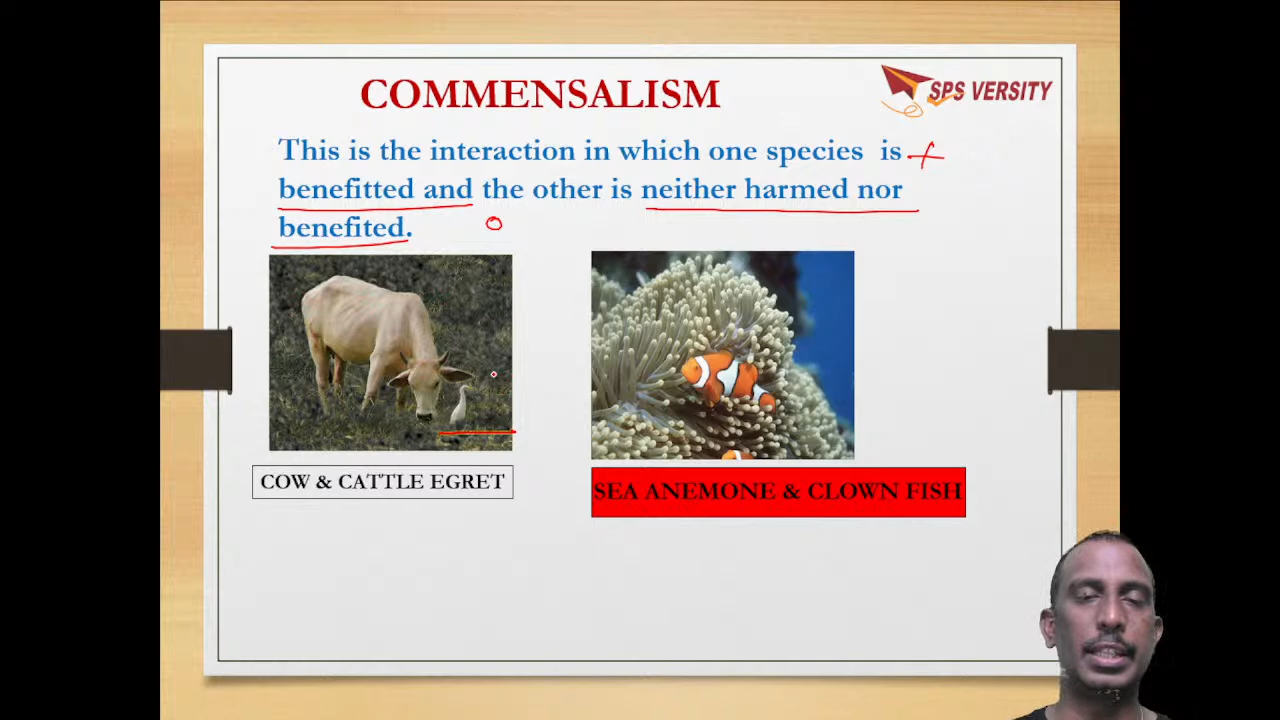 COMMENSALISM
SPS VERSITY
This is the interaction in which one species is +
benefitted and the other is neither harmed nor
benefited. o
COW & CATTLE EGRET
SEA ANEMONE & CLOWN FISH